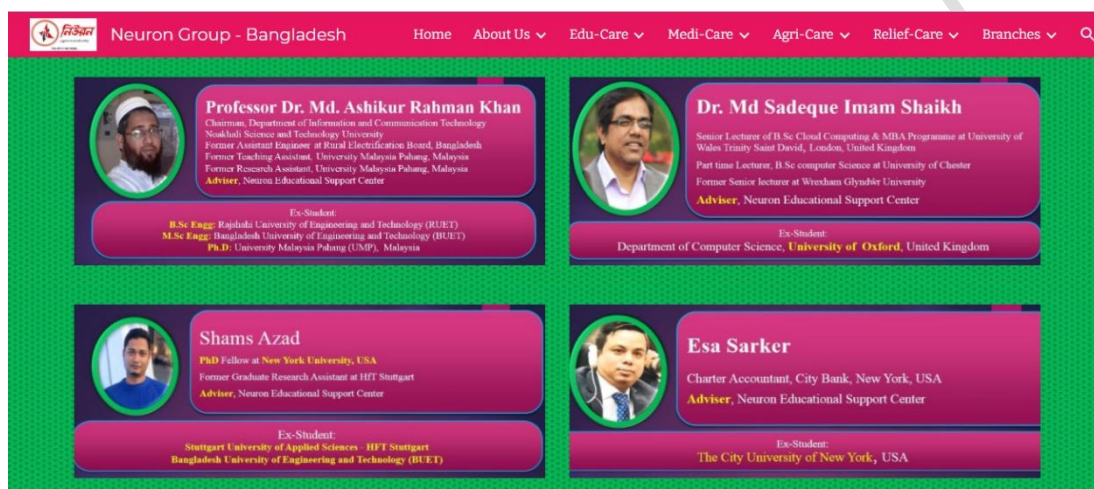 নিউরন
Neuron Group - Bangladesh
Home
About Us
Edu-Care
Medi-Care
Agri-Care
Relief-Care
Branches
Professor Dr. Md. Ashikur Rahman Khan
Chairman, Department of Information and Communication Technology
Noakhali Science and Technology University
Former Assistant Engineer at Rural Electrification Board, Bangladesh
Former Teaching Assistant, University Malaysia Pahang, Malaysia
Former Research Assistant, University Malaysia Pahang, Malaysia
Adviser, Neuron Educational Support Center
Ex-Student:
B.Sc Engg: Rajshahi University of Engineering and Technology (RUET)
M.Sc Engg: Bangladesh University of Engineering and Technology (BUET)
Ph.D: University Malaysia Pahang (UMP), Malaysia
Dr. Md Sadeque Imam Shaikh
Senior Lecturer of B.Sc Cloud Computing & MBA Programme at University of
Wales Trinity Saint David, London, United Kingdom
Part time Lecturer, B.Sc computer Science at University of Chester
Former Senior lecturer at Wrexham Glyndŵr University
Adviser, Neuron Educational Support Center
Ex-Student:
Department of Computer Science, University of Oxford, United Kingdom
Shams Azad
PhD Fellow at New York University, USA
Former Graduate Research Assistant at HfT Stuttgart
Adviser, Neuron Educational Support Center
Ex-Student:
Stuttgart University of Applied Sciences - HFT Stuttgart
Bangladesh University of Engineering and Technology (BUET)
Esa Sarker
Charter Accountant, City Bank, New York, USA
Adviser, Neuron Educational Support Center
Ex-Student:
The City University of New York, USA